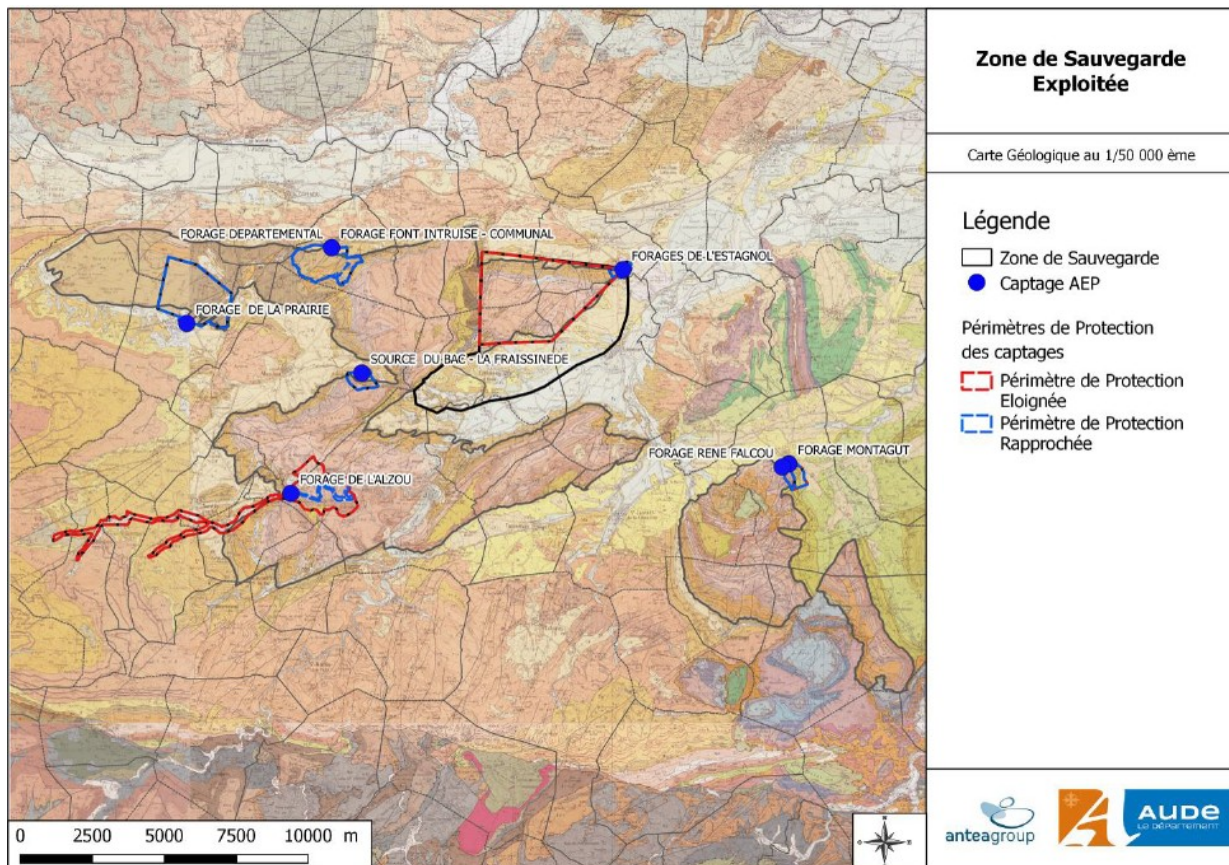 Zone de Sauvegarde
Exploitée
Carte Géologique au 1/50 000 ème
Légende
Zone de Sauvegarde
Captage AEP
Périmètres de Protection
des captages
Périmètre de Protection
Eloignée
Périmètre de Protection
Rapprochée
FORAGE DEPARTEMENTAL
FORAGE FONT INTRUISE - COMMUNAL
FORAGES DE L'ESTAGNOL
FORAGE DE LA PRAIRIE
SOURCE DU BAC - LA FRAISSINEDE
FORAGE RENE FALCOU
FORAGE MONTAGUT
FORAGE DE L'ALZOU
0 2500 5000 7500 10000 m
anteagroup
AUDE
LE DÉPARTEMENT